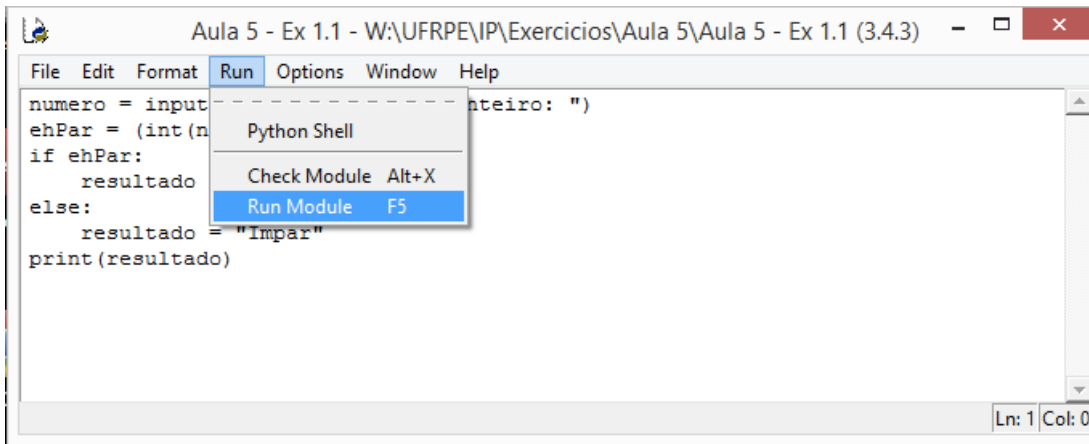 Aula 5 - Ex 1.1 - W:\UFRPE\IP\Exercicios\Aula 5\Aula 5 - Ex 1.1 (3.4.3)
File Edit Format Run Options Window Help
numero = input nteiro: ")
ehPar = (int(n
Python Shell
if ehPar:
resultado
Check Module Alt+X
else:
Run Module F5
resultado = "Impar"
print(resultado)
Ln: 1 Col: 0